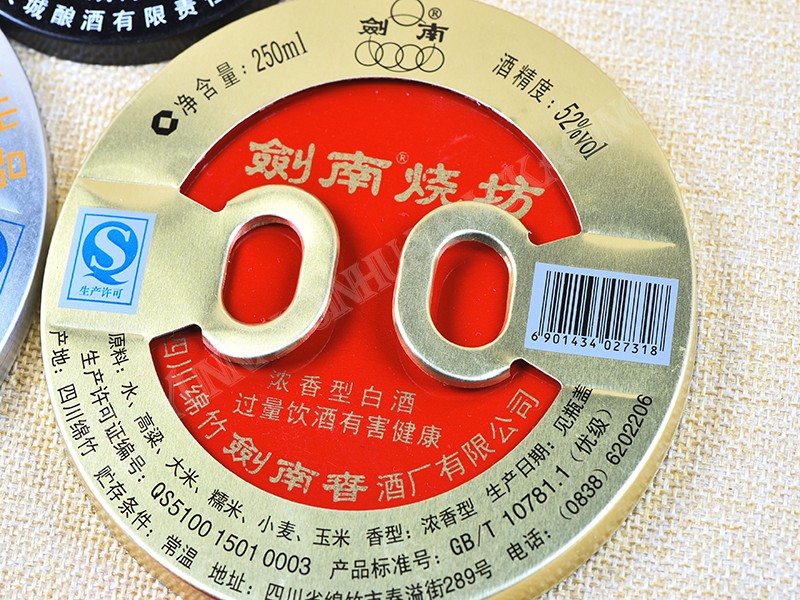 城酿酒有限责任
劍南®
净含量:250ml
酒精度:52%vol
劍南®烧坊
S
生产许可
6 901434 027318
浓香型白酒
过量饮酒有害健康
四川绵竹劍南春酒厂有限公司
原料:水、高粱、大米、糯米、小麦、玉米 香型:浓香型 生产日期:见瓶盖
生产许可证编号:QS5100 1501 0003 产品标准号:GB/T 10781.1(优级)
产地:四川绵竹 贮存条件:常温 地址:四川省绵竹市春溢街289号 电话:(0838)6202206